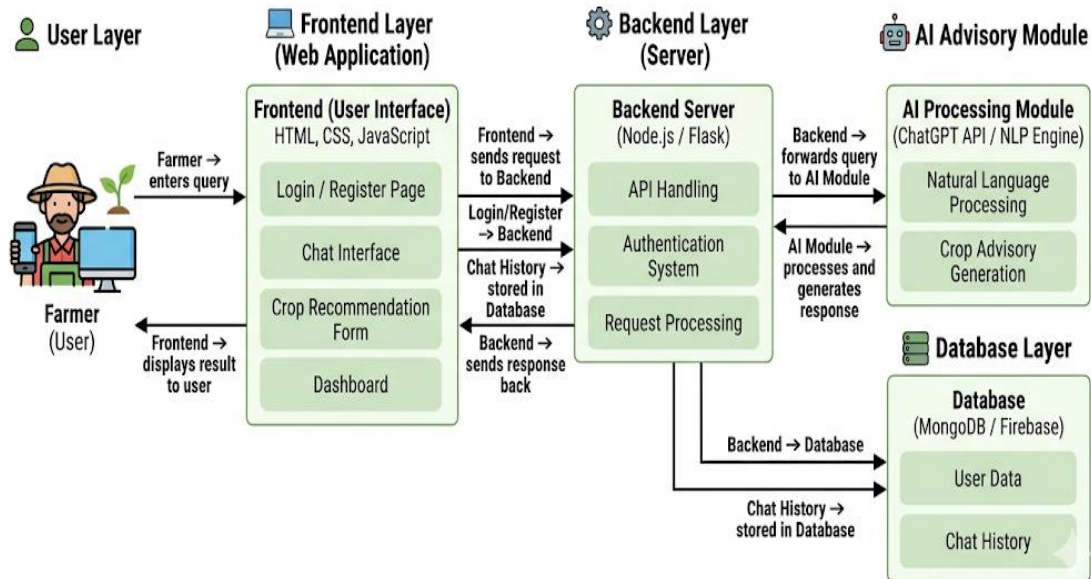 User Layer
Frontend Layer
(Web Application)
Backend Layer
(Server)
AI Advisory Module
Farmer →
enters query
Farmer
(User)
Frontend →
displays result
to user
Frontend (User Interface)
HTML, CSS, JavaScript
Login / Register Page
Chat Interface
Crop Recommendation
Form
Dashboard
Frontend →
sends request
to Backend
Login/Register
→ Backend
Chat History →
stored in
Database
Backend →
sends response
back
Backend Server
(Node.js / Flask)
API Handling
Authentication
System
Request Processing
Backend →
forwards query
to AI Module
AI Module →
processes and
generates
response
AI Processing Module
(ChatGPT API / NLP Engine)
Natural Language
Processing
Crop Advisory
Generation
Database Layer
Backend → Database
Chat History →
stored in Database
Database
(MongoDB / Firebase)
User Data
Chat History